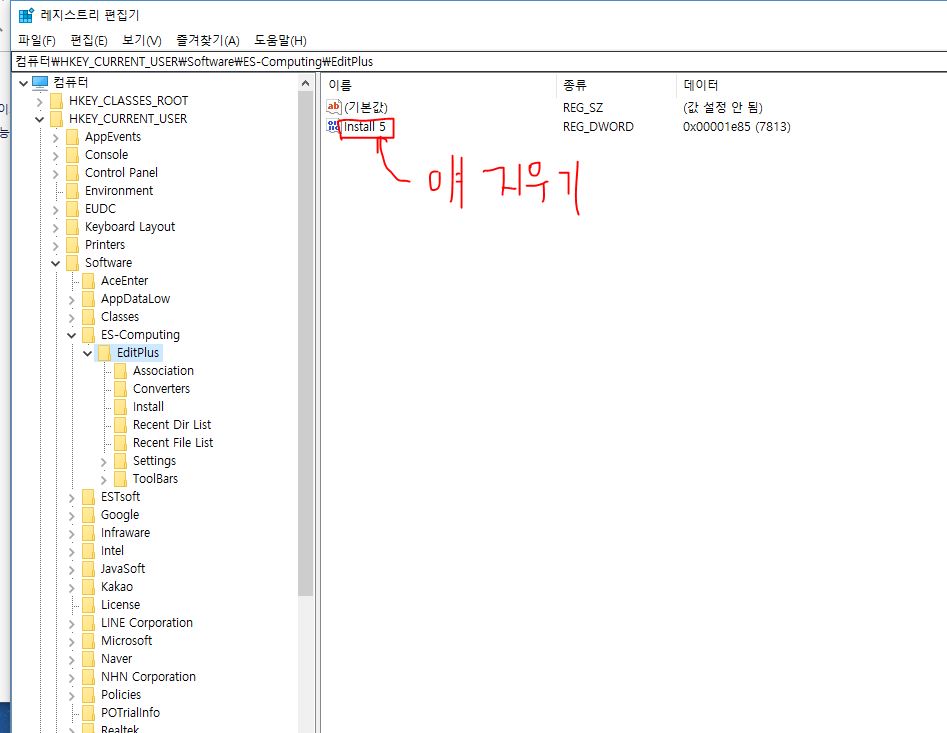 레지스트리 편집기
파일(F) 편집(E) 보기(V) 즐겨찾기(A) 도움말(H)
컴퓨터₩HKEY_CURRENT_USER₩Software₩ES-Computing₩EditPlus
컴퓨터
HKEY_CLASSES_ROOT
HKEY_CURRENT_USER
AppEvents
Console
Control Panel
Environment
EUDC
Keyboard Layout
Printers
Software
AceEnter
AppDataLow
Classes
ES-Computing
EditPlus
Association
Converters
Install
Recent Dir List
Recent File List
Settings
ToolBars
ESTsoft
Google
Infraware
Intel
JavaSoft
Kakao
License
LINE Corporation
Microsoft
Naver
NHN Corporation
Policies
POTrialInfo
Realtek
이름 종류 데이터
(기본값) REG_SZ (값 설정 안 됨)
Install 5 REG_DWORD 0x00001e85 (7813)
얘 지우기